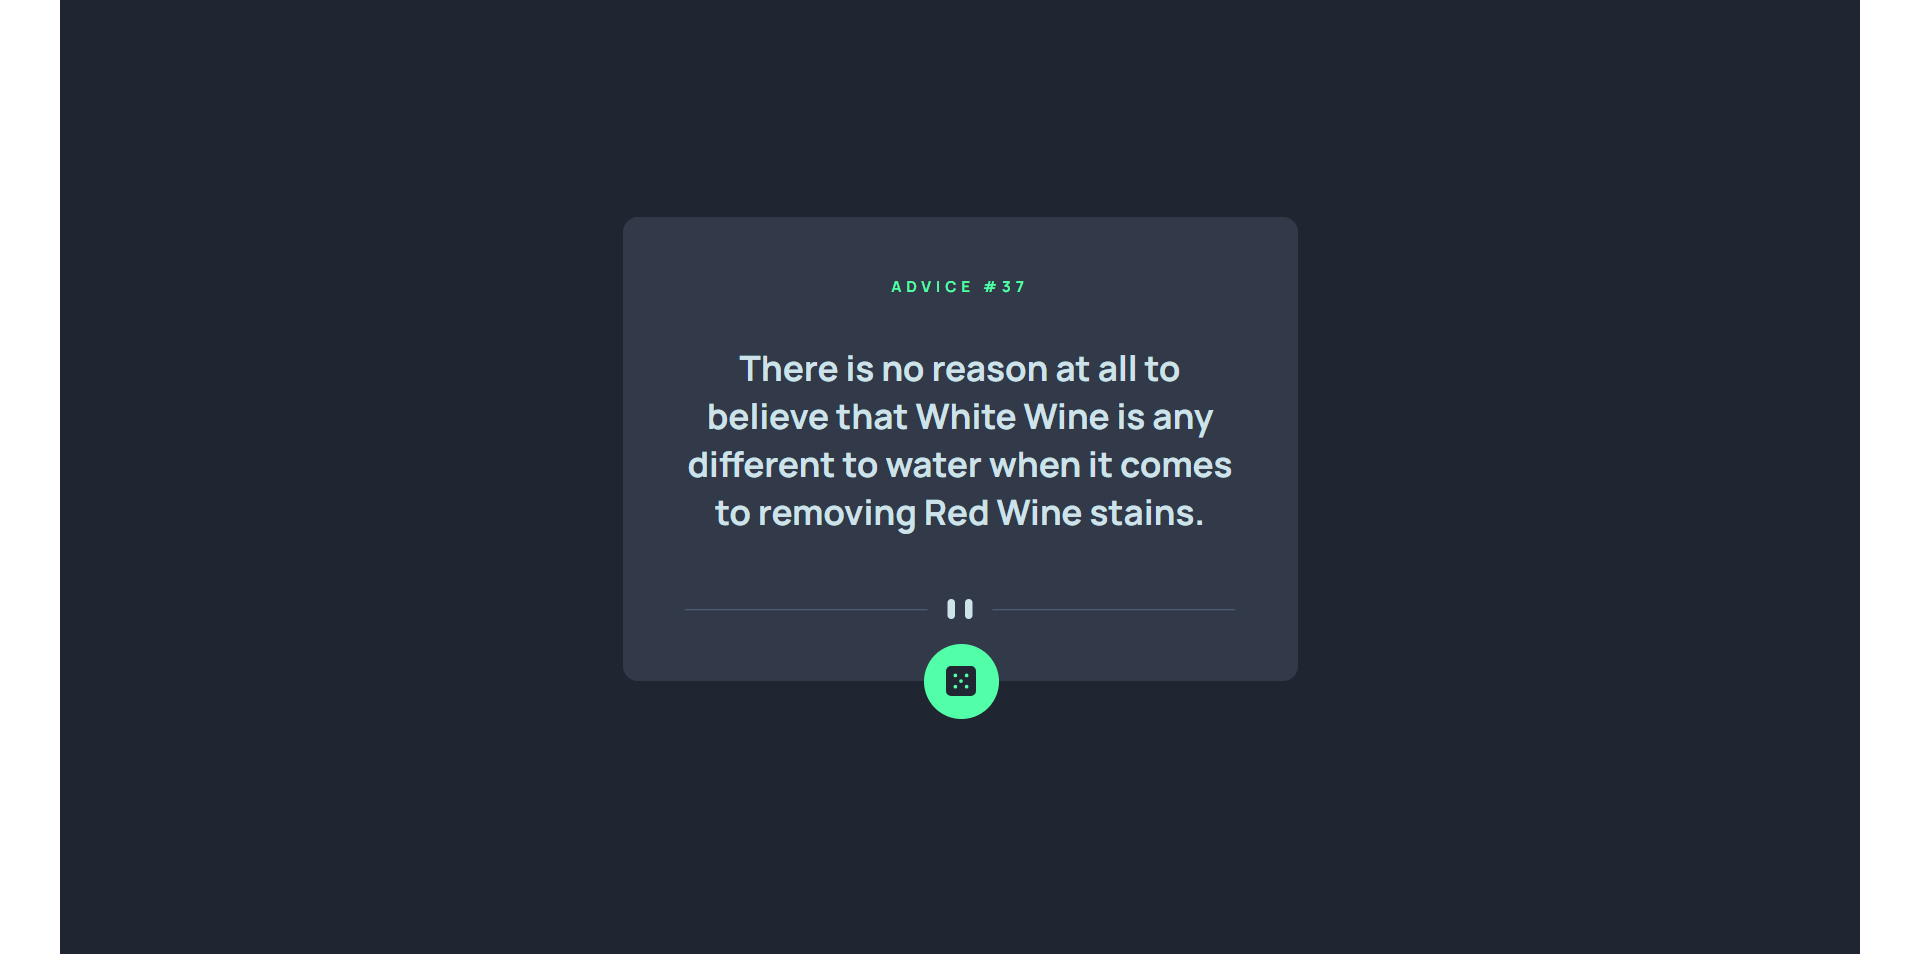 ADVICE #37
There is no reason at all to
believe that White Wine is any
different to water when it comes
to removing Red Wine stains.